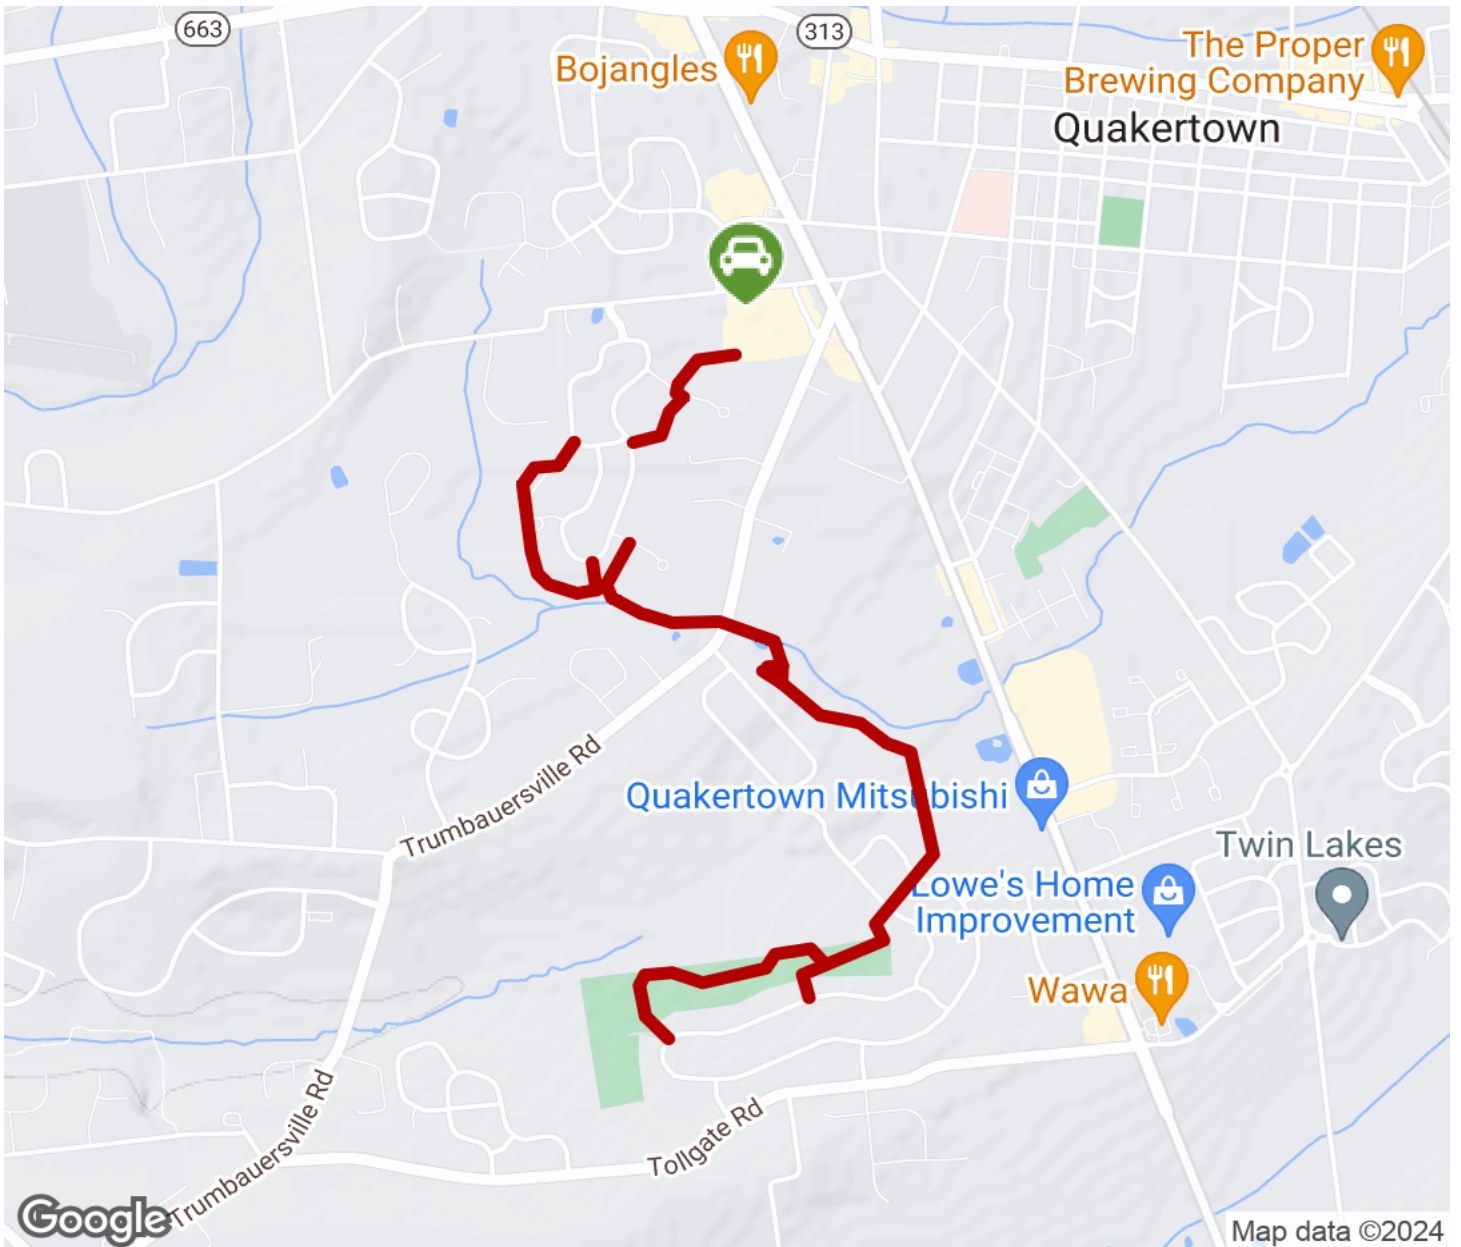 663
313
Bojangles
The Proper
Brewing Company
Quakertown
Trumbauersville Rd
Quakertown Mitsubishi
Twin Lakes
Lowe's Home
Improvement
Wawa
Trumbauersville Rd
Tollgate Rd
Google
Map data ©2024